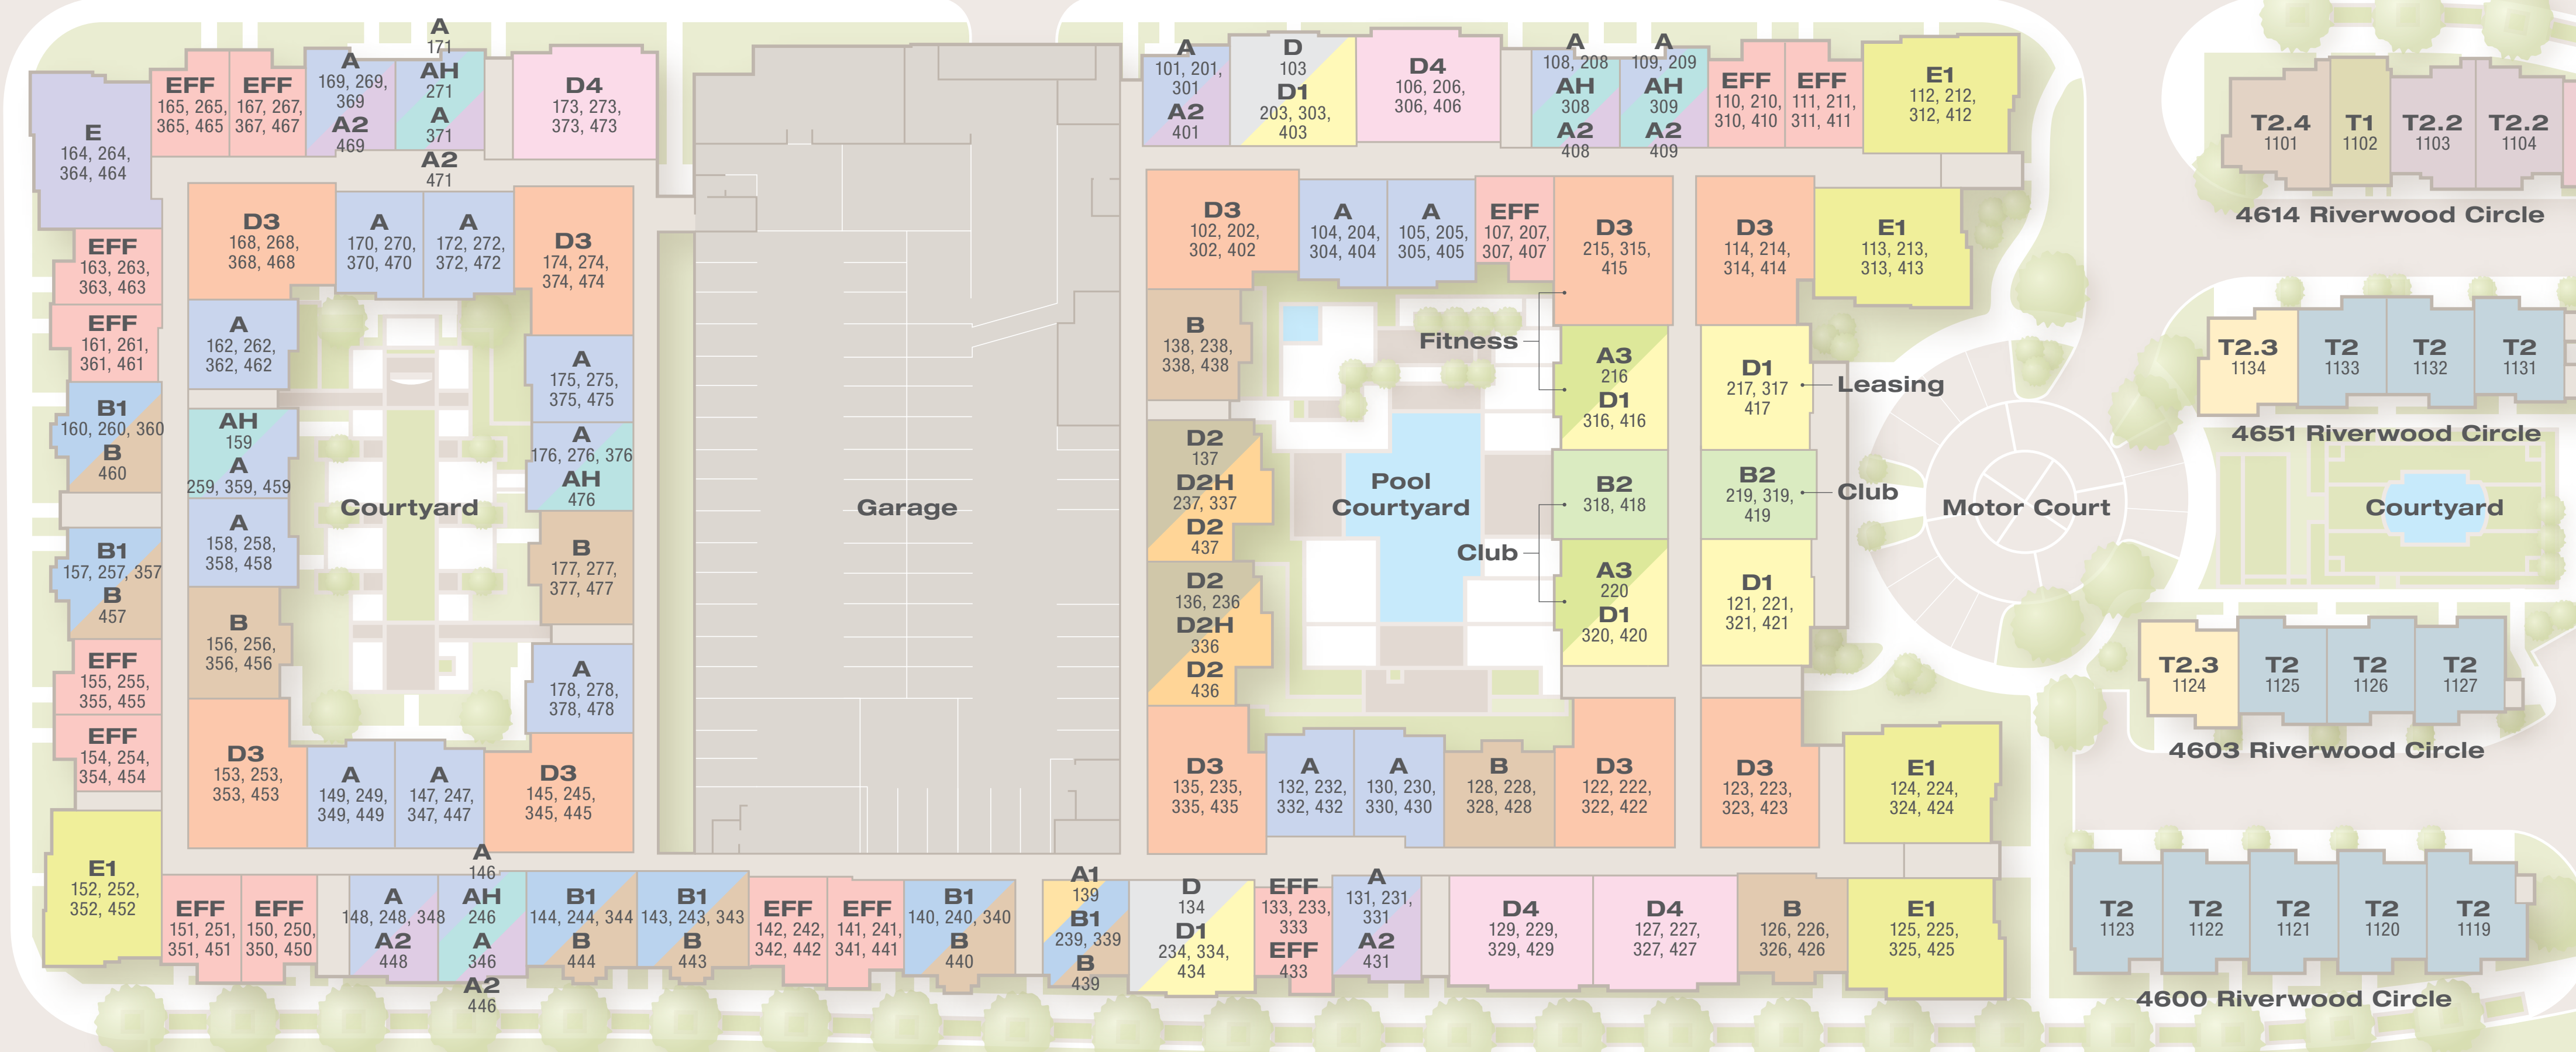 A
171
EFF
165, 265,
365, 465
EFF
167, 267,
367, 467
A
169, 269,
369
A2
469
AH
271
A
371
A2
471
D4
173, 273,
373, 473
E
164, 264,
364, 464
D3
168, 268,
368, 468
A
170, 270,
370, 470
A
172, 272,
372, 472
D3
174, 274,
374, 474
EFF
163, 263,
363, 463
EFF
161, 261,
361, 461
A
162, 262,
362, 462
A
175, 275,
375, 475
B1
160, 260, 360
B
460
AH
159
A
259, 359, 459
A
176, 276, 376
AH
476
Courtyard
A
158, 258,
358, 458
B1
157, 257, 357
B
457
B
177, 277,
377, 477
B
156, 256,
356, 456
EFF
155, 255,
355, 455
A
178, 278,
378, 478
EFF
154, 254,
354, 454
D3
153, 253,
353, 453
A
149, 249,
349, 449
A
147, 247,
347, 447
D3
145, 245,
345, 445
E1
152, 252,
352, 452
EFF
151, 251,
351, 451
EFF
150, 250,
350, 450
A
148, 248, 348
A2
448
A
146
AH
246
A
346
A2
446
B1
144, 244, 344
B
444
B1
143, 243, 343
B
443
EFF
142, 242,
342, 442
EFF
141, 241,
341, 441
B1
140, 240, 340
B
440
Garage
A
101, 201,
301
A2
401
D
103
D1
203, 303,
403
D4
106, 206,
306, 406
A
108, 208
AH
308
A2
408
A
109, 209
AH
309
A2
409
EFF
110, 210,
310, 410
EFF
111, 211,
311, 411
E1
112, 212,
312, 412
D3
102, 202,
302, 402
A
104, 204,
304, 404
A
105, 205,
305, 405
EFF
107, 207,
307, 407
D3
215, 315,
415
D3
114, 214,
314, 414
E1
113, 213,
313, 413
B
138, 238,
338, 438
Fitness
A3
216
D1
316, 416
D1
217, 317
417
Leasing
D2
137
D2H
237, 337
D2
437
Pool
Courtyard
B2
318, 418
B2
219, 319,
419
Club
Motor Court
Club
D2
136, 236
D2H
336
D2
436
A3
220
D1
320, 420
D1
121, 221,
321, 421
D3
135, 235,
335, 435
A
132, 232,
332, 432
A
130, 230,
330, 430
B
128, 228,
328, 428
D3
122, 222,
322, 422
D3
123, 223,
323, 423
E1
124, 224,
324, 424
A1
139
B1
239, 339
B
439
D
134
D1
234, 334,
434
EFF
133, 233,
333
EFF
433
A
131, 231,
331
A2
431
D4
129, 229,
329, 429
D4
127, 227,
327, 427
B
126, 226,
326, 426
E1
125, 225,
325, 425
T2.4
1101
T1
1102
T2.2
1103
T2.2
1104
4614 Riverwood Circle
T2.3
1134
T2
1133
T2
1132
T2
1131
4651 Riverwood Circle
Courtyard
T2.3
1124
T2
1125
T2
1126
T2
1127
4603 Riverwood Circle
T2
1123
T2
1122
T2
1121
T2
1120
T2
1119
4600 Riverwood Circle